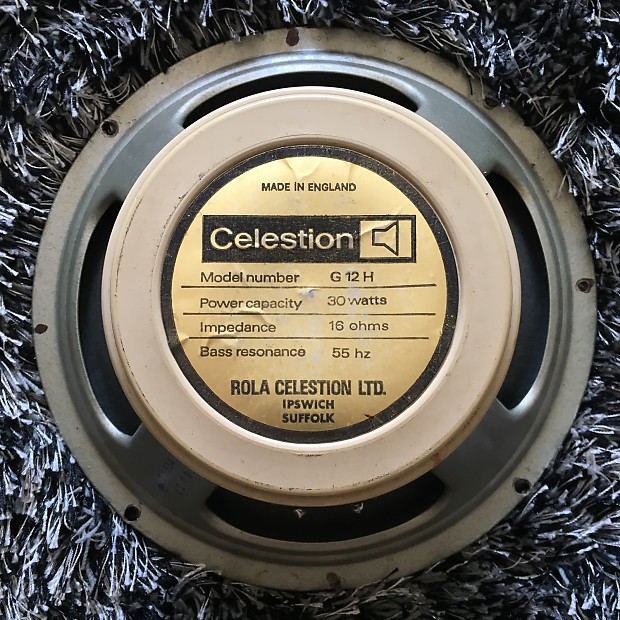 MADE IN ENGLAND
Celestion
Model number G 12 H
Power capacity 30 watts
Impedance 16 ohms
Bass resonance 55 hz
ROLA CELESTION LTD.
IPSWICH
SUFFOLK